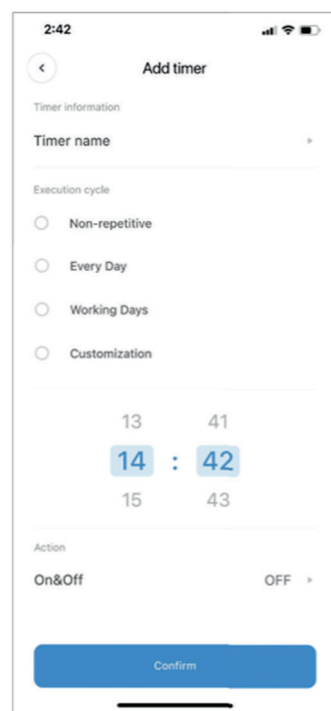 2:42
Add timer
Timer information
Timer name
Execution cycle
Non-repetitive
Every Day
Working Days
Customization
13 41
14 : 42
15 43
Action
On&Off OFF
Confirm